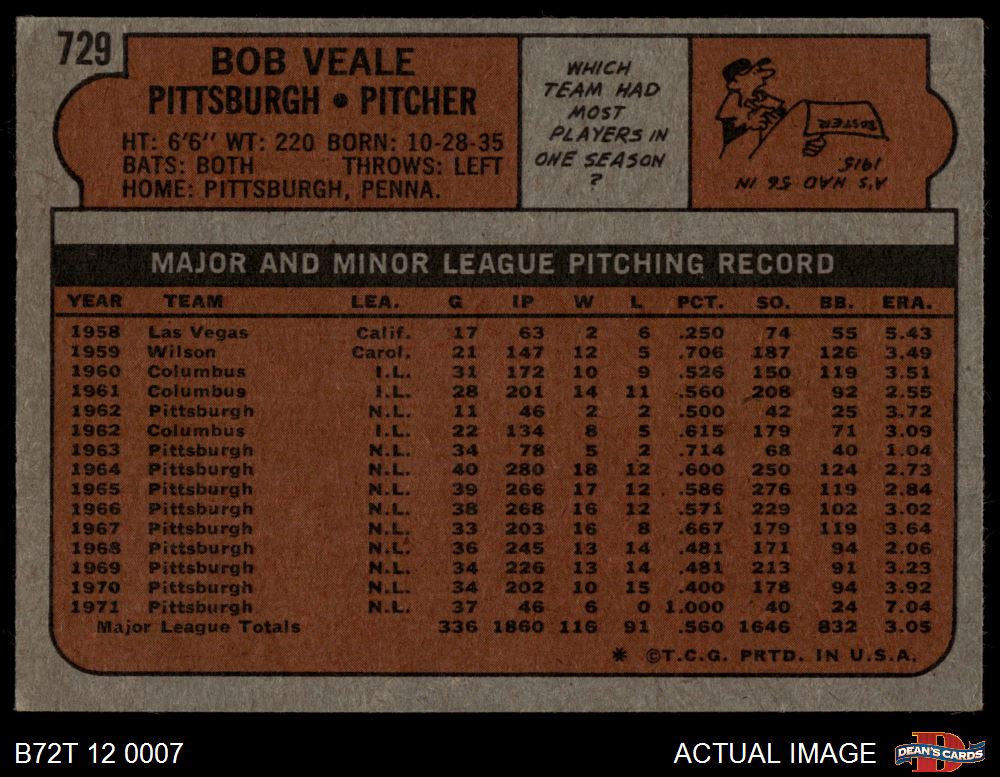 729
BOB VEALE
PITTSBURGH • PITCHER
HT: 6'6" WT: 220 BORN: 10-28-35
BATS: BOTH THROWS: LEFT
HOME: PITTSBURGH, PENNA.
WHICH
TEAM HAD
MOST
PLAYERS IN
ONE SEASON
?
A'S HAD 56 IN
1915.
ROSTER
MAJOR AND MINOR LEAGUE PITCHING RECORD
YEAR TEAM LEA. G IP W L PCT. SO. BB. ERA.
1958 Las Vegas Calif. 17 63 2 6 .250 74 55 5.43
1959 Wilson Carol. 21 147 12 5 .706 187 126 3.49
1960 Columbus I.L. 31 172 10 9 .526 150 119 3.51
1961 Columbus I.L. 28 201 14 11 .560 208 92 2.55
1962 Pittsburgh N.L. 11 46 2 2 .500 42 25 3.72
1962 Columbus I.L. 22 134 8 5 .615 179 71 3.09
1963 Pittsburgh N.L. 34 78 5 2 .714 68 40 1.04
1964 Pittsburgh N.L. 40 280 18 12 .600 250 124 2.73
1965 Pittsburgh N.L. 39 266 17 12 .586 276 119 2.84
1966 Pittsburgh N.L. 38 268 16 12 .571 229 102 3.02
1967 Pittsburgh N.L. 33 203 16 8 .667 179 119 3.64
1968 Pittsburgh N.L. 36 245 13 14 .481 171 94 2.06
1969 Pittsburgh N.L. 34 226 13 14 .481 213 91 3.23
1970 Pittsburgh N.L. 34 202 10 15 .400 178 94 3.92
1971 Pittsburgh N.L. 37 46 6 0 1.000 40 24 7.04
Major League Totals 336 1860 116 91 .560 1646 832 3.05
* ©T.C.G. PRTD. IN U.S.A.
B72T 12 0007
ACTUAL IMAGE
D
DEAN'S CARDS